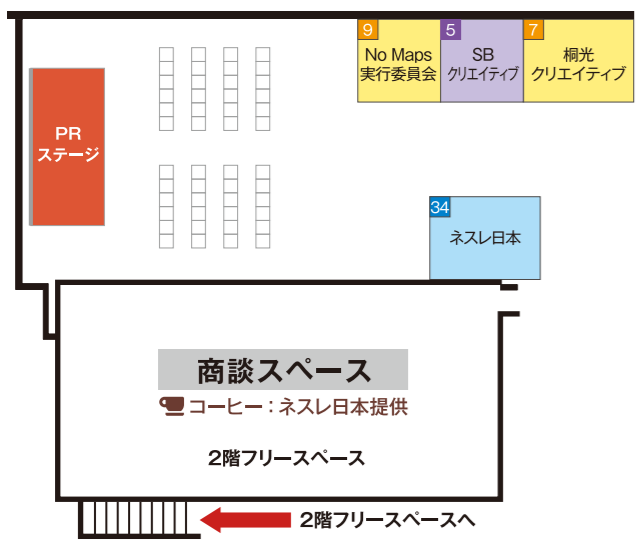 9
No Maps
実行委員会
5
SB
クリエイティブ
7
桐光
クリエイティブ
PR
ステージ
34
ネスレ日本
商談スペース
コーヒー：ネスレ日本提供
2階フリースペース
2階フリースペースへ